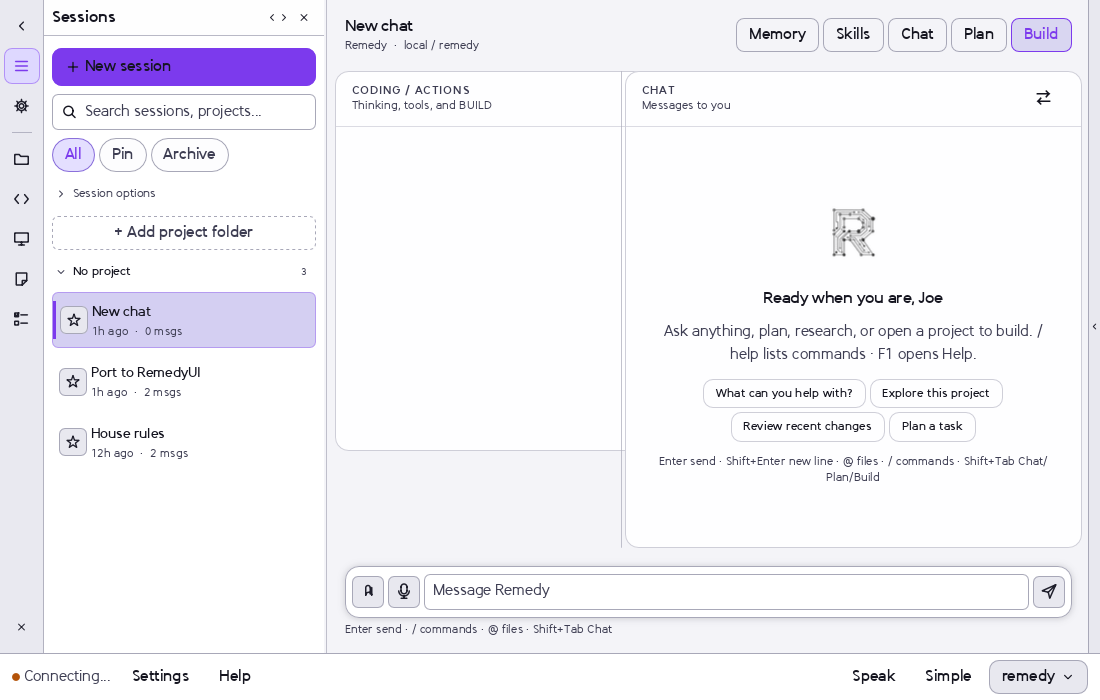 Sessions
New session
Search sessions, projects...
All
Pin
Archive
Session options
+ Add project folder
No project
3
New chat
1h ago · 0 msgs
Port to RemedyUI
1h ago · 2 msgs
House rules
12h ago · 2 msgs
New chat
Remedy · local / remedy
Memory
Skills
Chat
Plan
Build
CODING / ACTIONS
Thinking, tools, and BUILD
CHAT
Messages to you
R
Ready when you are, Joe
Ask anything, plan, research, or open a project to build. /
help lists commands · F1 opens Help.
What can you help with?
Explore this project
Review recent changes
Plan a task
Enter send · Shift+Enter new line · @ files · / commands · Shift+Tab Chat/
Plan/Build
Message Remedy
Enter send · / commands · @ files · Shift+Tab Chat
Connecting...
Settings
Help
Speak
Simple
remedy